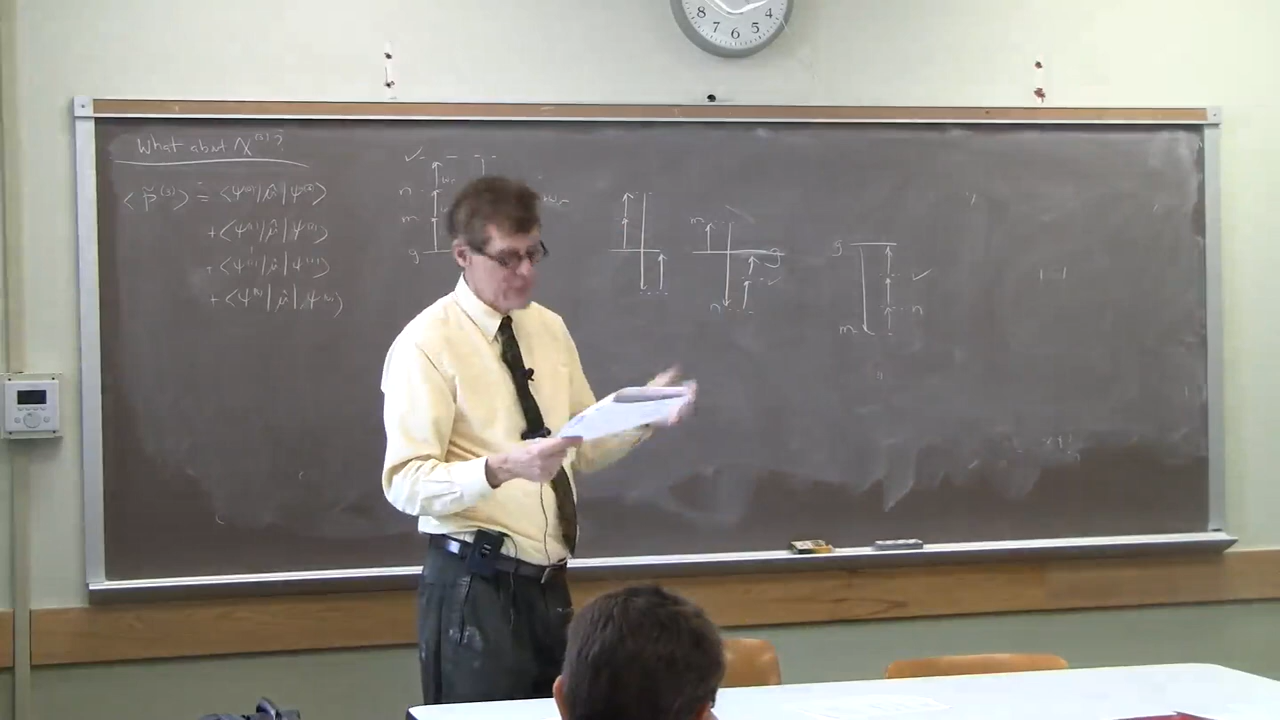 8 7 6 5 4
What about χ⁽³⁾?
⟨p̃⁽³⁾⟩ = ⟨ψ⁽⁰⁾|μ̂|ψ⁽³⁾⟩
+⟨ψ⁽¹⁾|μ̂|ψ⁽²⁾⟩
+⟨ψ⁽²⁾|μ̂|ψ⁽¹⁾⟩
+⟨ψ⁽³⁾|μ̂|ψ⁽⁰⁾⟩
✓
n
m
g
m
g
n ✓
g
✓
n
m